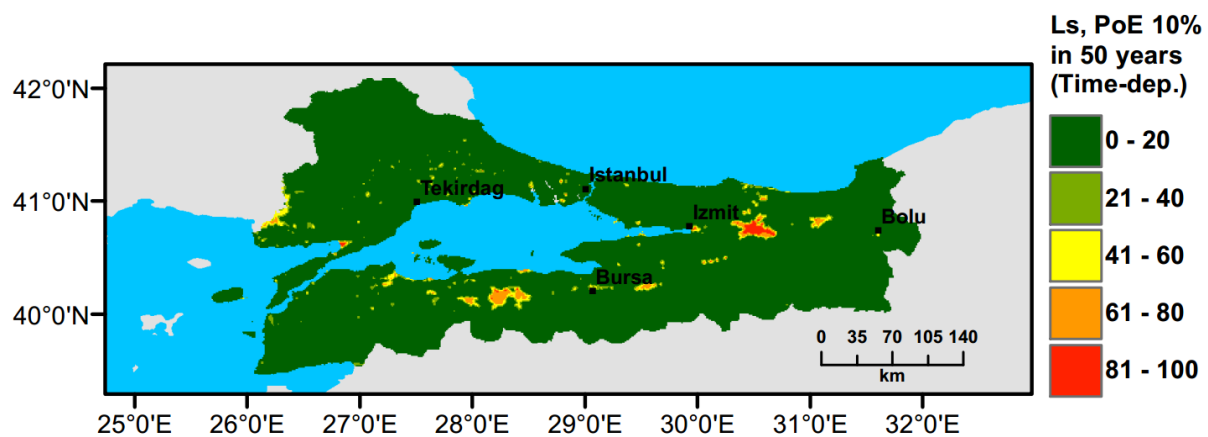 Ls, PoE 10%
in 50 years
(Time-dep.)
0 - 20
21 - 40
41 - 60
61 - 80
81 - 100
42°0'N
41°0'N
40°0'N
Istanbul
Tekirdag
Izmit
Bolu
Bursa
0 35 70 105 140
km
25°0'E 26°0'E 27°0'E 28°0'E 29°0'E 30°0'E 31°0'E 32°0'E